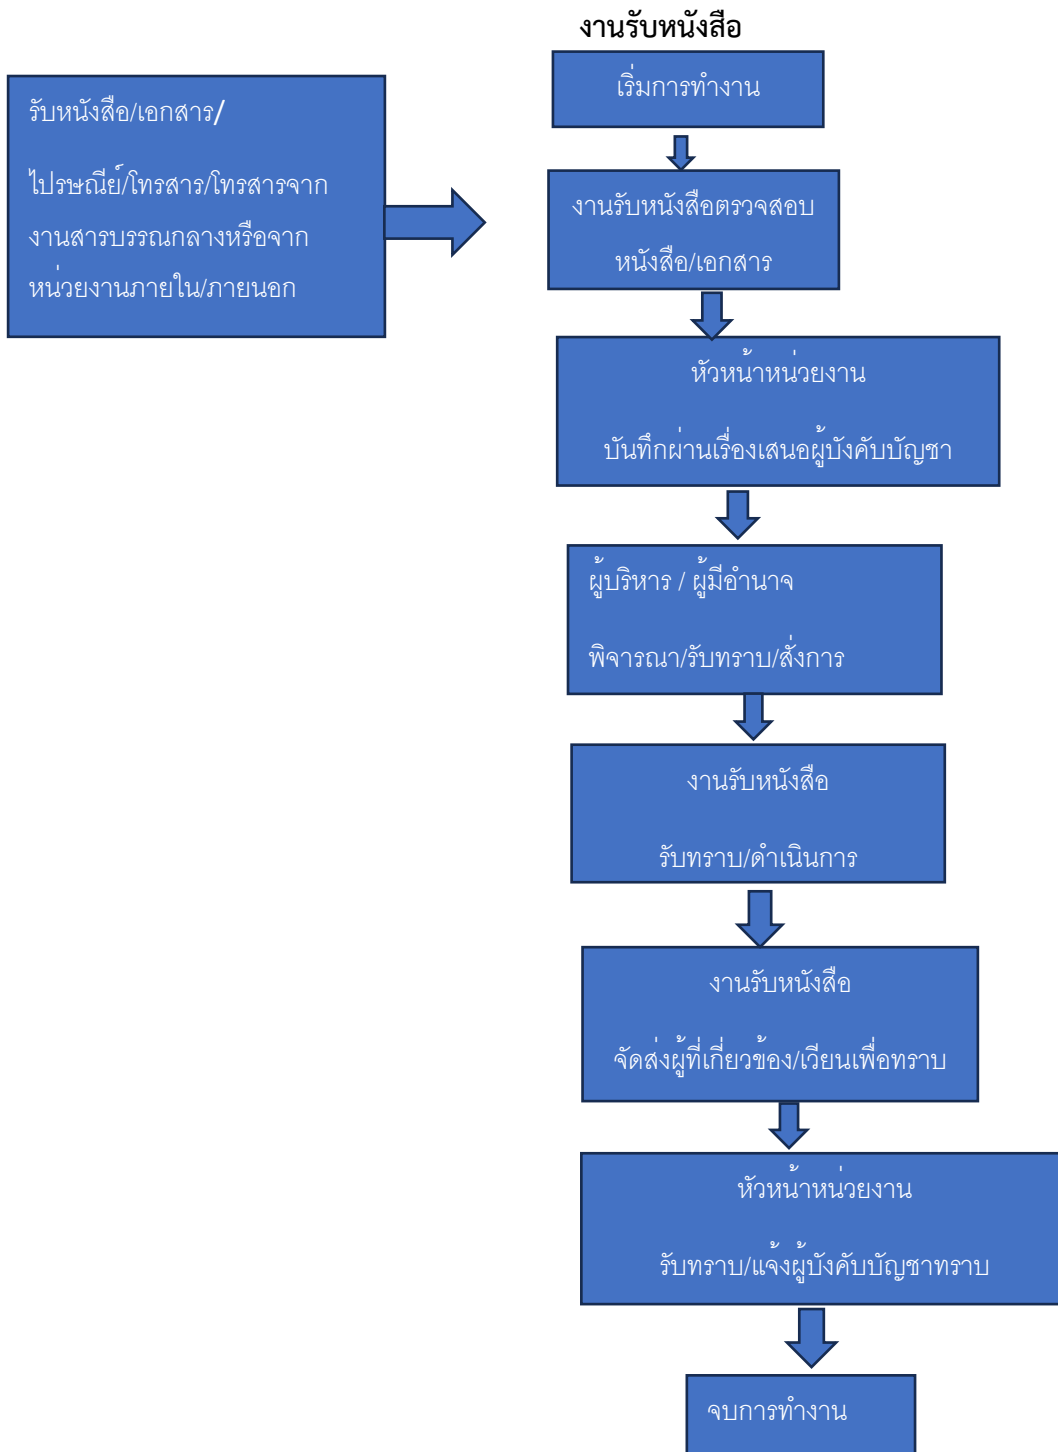 งานรับหนังสือ
เริ่มการทำงาน
รับหนังสือ/เอกสาร/
ไปรษณีย์/โทรสาร/โทรสารจาก
งานสารบรรณกลางหรือจาก
หน่วยงานภายใน/ภายนอก
งานรับหนังสือตรวจสอบ
หนังสือ/เอกสาร
หัวหน้าหน่วยงาน
บันทึกผ่านเรื่องเสนอผู้บังคับบัญชา
ผู้บริหาร / ผู้มีอำนาจ
พิจารณา/รับทราบ/สั่งการ
งานรับหนังสือ
รับทราบ/ดำเนินการ
งานรับหนังสือ
จัดส่งผู้ที่เกี่ยวข้อง/เวียนเพื่อทราบ
หัวหน้าหน่วยงาน
รับทราบ/แจ้งผู้บังคับบัญชาทราบ
จบการทำงาน